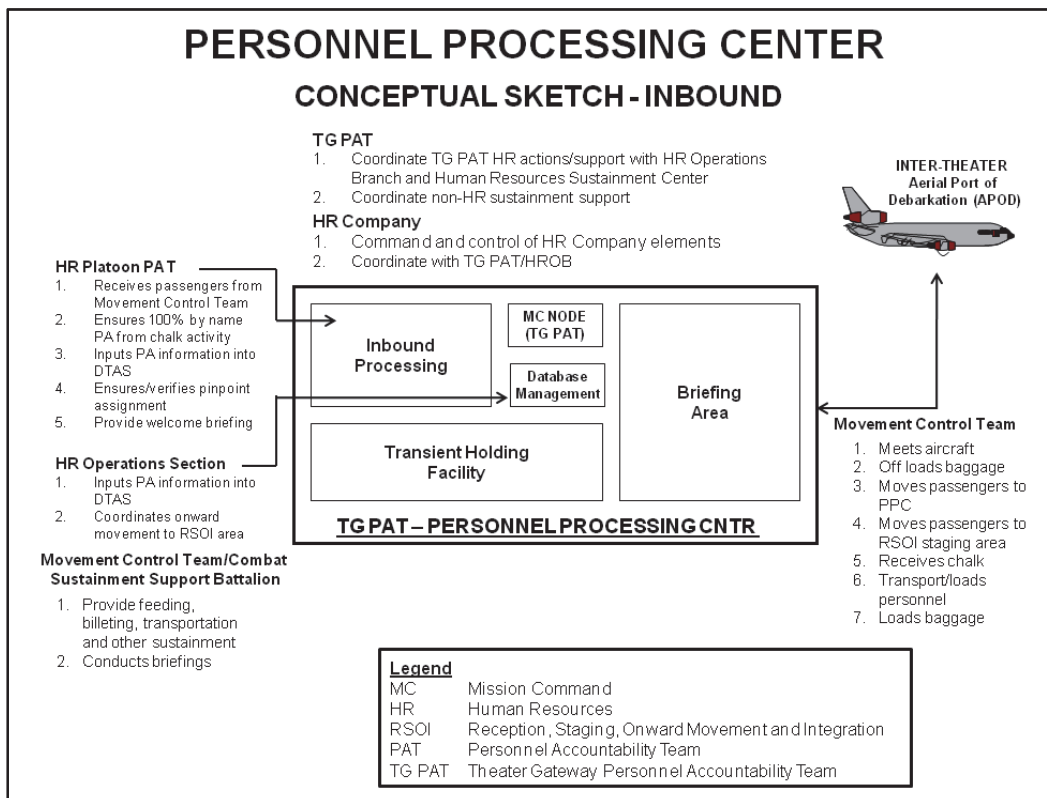 PERSONNEL PROCESSING CENTER
CONCEPTUAL SKETCH - INBOUND
TG PAT
1. Coordinate TG PAT HR actions/support with HR Operations
Branch and Human Resources Sustainment Center
2. Coordinate non-HR sustainment support
HR Company
1. Command and control of HR Company elements
2. Coordinate with TG PAT/HROB
INTER-THEATER
Aerial Port of
Debarkation (APOD)
HR Platoon PAT
1. Receives passengers from
Movement Control Team
2. Ensures 100% by name
PA from chalk activity
3. Inputs PA information into
DTAS
4. Ensures/verifies pinpoint
assignment
5. Provide welcome briefing
HR Operations Section
1. Inputs PA information into
DTAS
2. Coordinates onward
movement to RSOI area
Movement Control Team/Combat
Sustainment Support Battalion
1. Provide feeding,
billeting, transportation
and other sustainment
2. Conducts briefings
Inbound
Processing
MC NODE
(TG PAT)
Database
Management
Briefing
Area
Transient Holding
Facility
TG PAT – PERSONNEL PROCESSING CNTR
Movement Control Team
1. Meets aircraft
2. Off loads baggage
3. Moves passengers to
PPC
4. Moves passengers to
RSOI staging area
5. Receives chalk
6. Transport/loads
personnel
7. Loads baggage
Legend
MC Mission Command
HR Human Resources
RSOI Reception, Staging, Onward Movement and Integration
PAT Personnel Accountability Team
TG PAT Theater Gateway Personnel Accountability Team